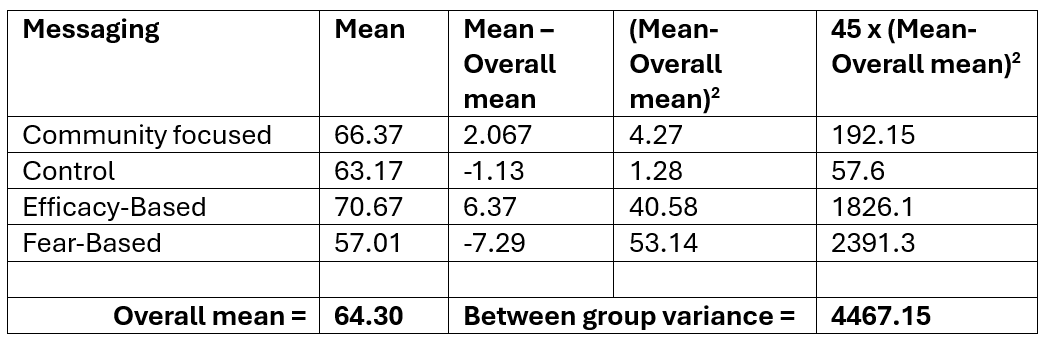 Messaging Mean Mean – Overall mean (Mean-Overall mean)² 45 x (Mean-Overall mean)²
Community focused 66.37 2.067 4.27 192.15
Control 63.17 -1.13 1.28 57.6
Efficacy-Based 70.67 6.37 40.58 1826.1
Fear-Based 57.01 -7.29 53.14 2391.3
Overall mean = 64.30 Between group variance = 4467.15